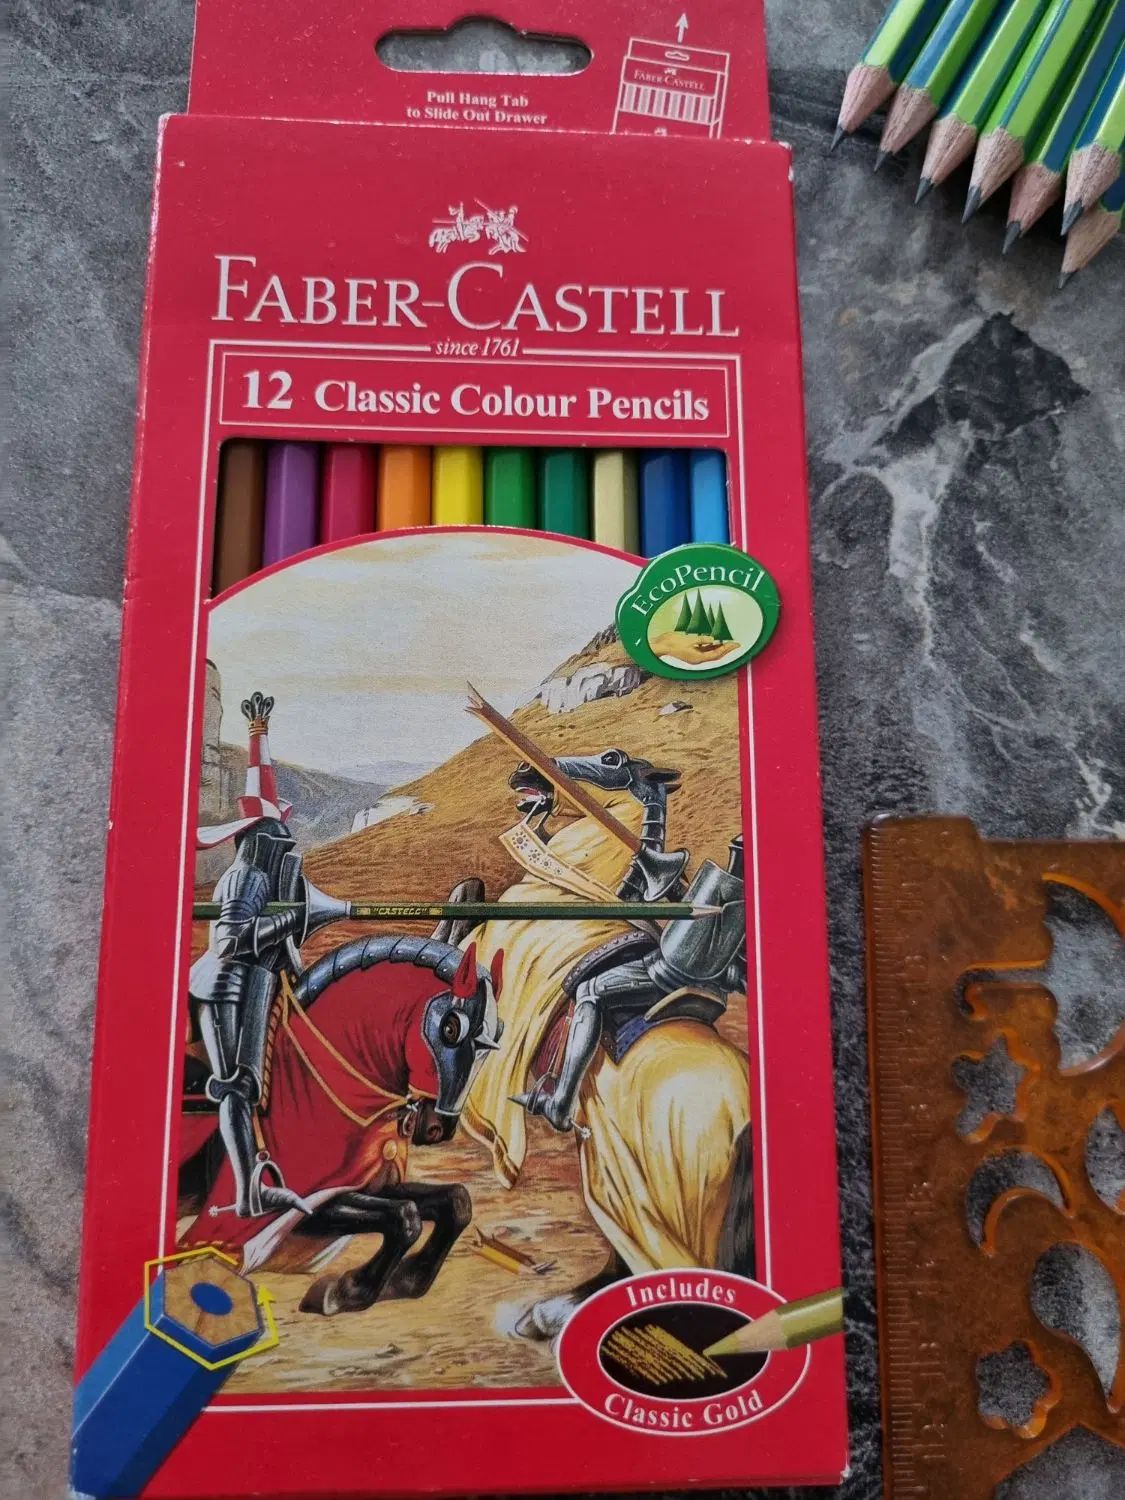 FABER-CASTELL
Pull Hang Tab
to Slide Out Drawer
FABER-CASTELL
since 1761
12 Classic Colour Pencils
EcoPencil
"CASTELL"
Includes
Classic Gold